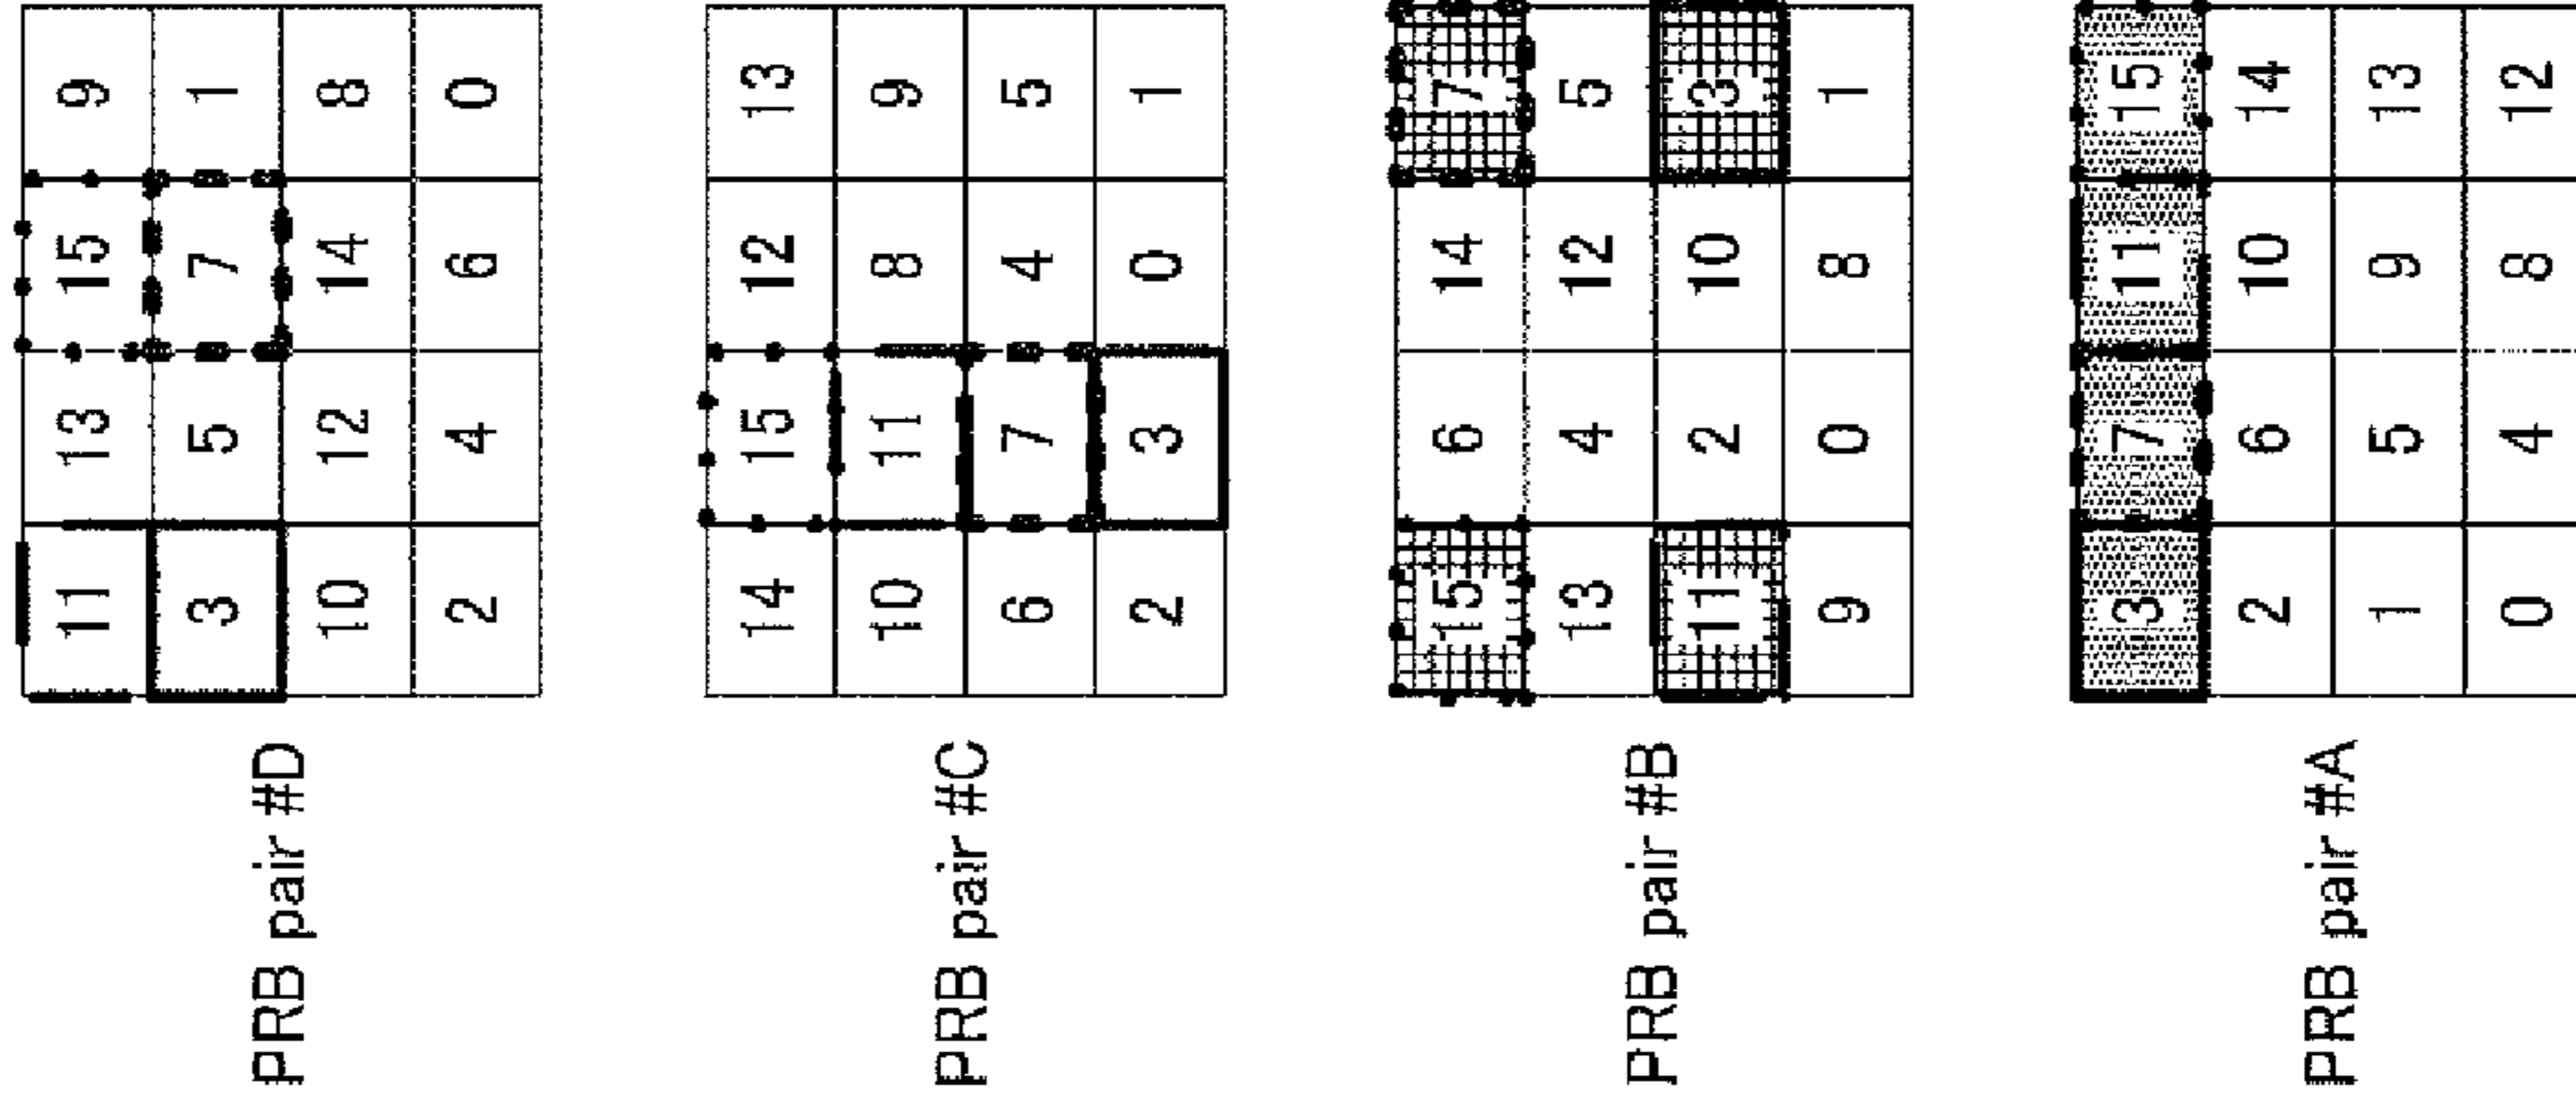 11 13 15 9
3 5 7 1
PRB pair #D
10 12 14 8
2 4 6 0
14 15 12 13
10 11 8 9
PRB pair #C
6 7 4 5
2 3 0 1
15 6 14 7
13 4 12 5
PRB pair #B
11 2 10 3
9 0 8 1
3 7 11 15
2 6 10 14
PRB pair #A
1 5 9 13
0 4 8 12